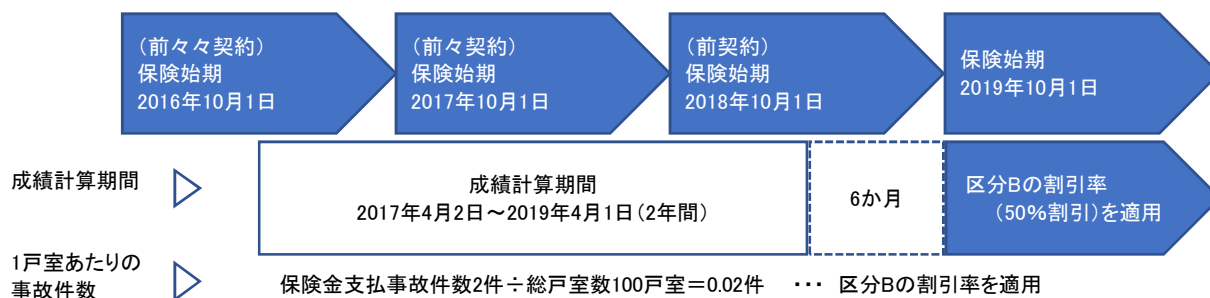 (前々々契約)
保険始期
2016年10月1日
(前々契約)
保険始期
2017年10月1日
(前契約)
保険始期
2018年10月1日
保険始期
2019年10月1日
成績計算期間
成績計算期間
2017年4月2日～2019年4月1日(2年間)
6か月
区分Bの割引率
(50%割引)を適用
1戸室あたりの
事故件数
保険金支払事故件数2件÷総戸室数100戸室＝0.02件 ･･･ 区分Bの割引率を適用